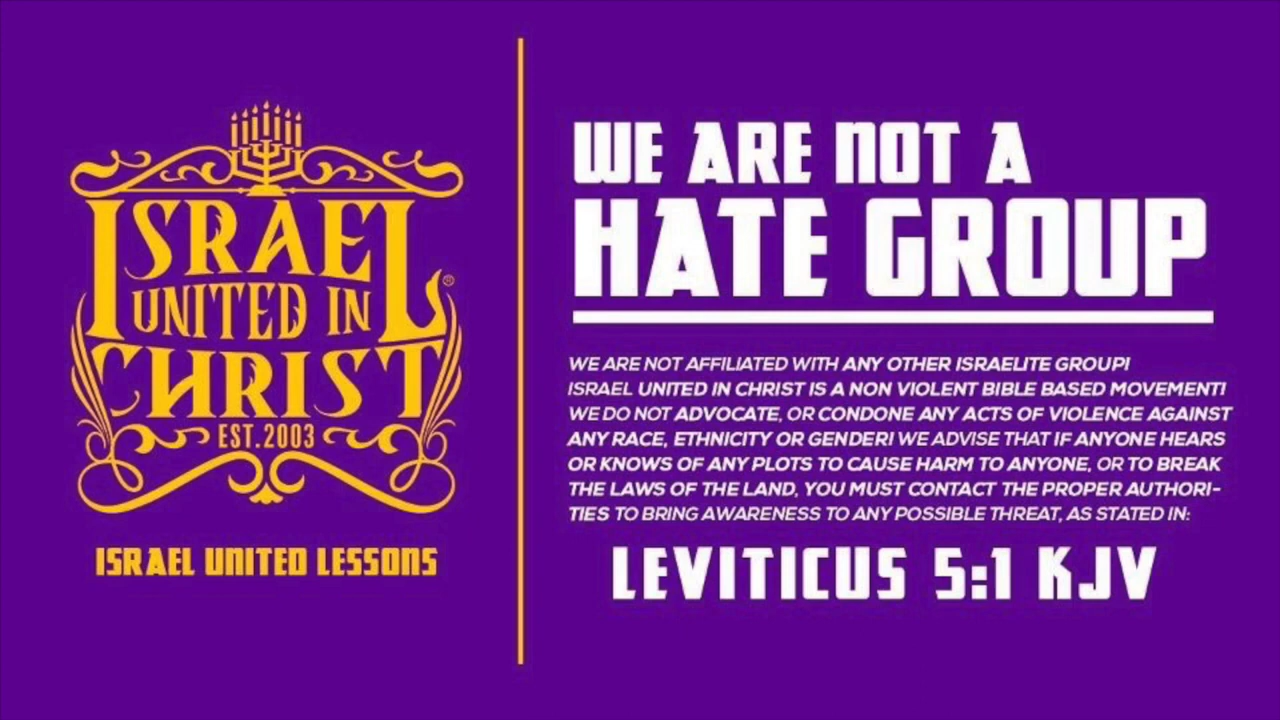 ISRAEL
UNITED IN
CHRIST
EST.2003
ISRAEL UNITED LESSONS
WE ARE NOT A
HATE GROUP
WE ARE NOT AFFILIATED WITH ANY OTHER ISRAELITE GROUP!
ISRAEL UNITED IN CHRIST IS A NON VIOLENT BIBLE BASED MOVEMENT!
WE DO NOT ADVOCATE, OR CONDONE ANY ACTS OF VIOLENCE AGAINST
ANY RACE, ETHNICITY OR GENDER! WE ADVISE THAT IF ANYONE HEARS
OR KNOWS OF ANY PLOTS TO CAUSE HARM TO ANYONE, OR TO BREAK
THE LAWS OF THE LAND, YOU MUST CONTACT THE PROPER AUTHORI-
TIES TO BRING AWARENESS TO ANY POSSIBLE THREAT, AS STATED IN:
LEVITICUS 5:1 KJV